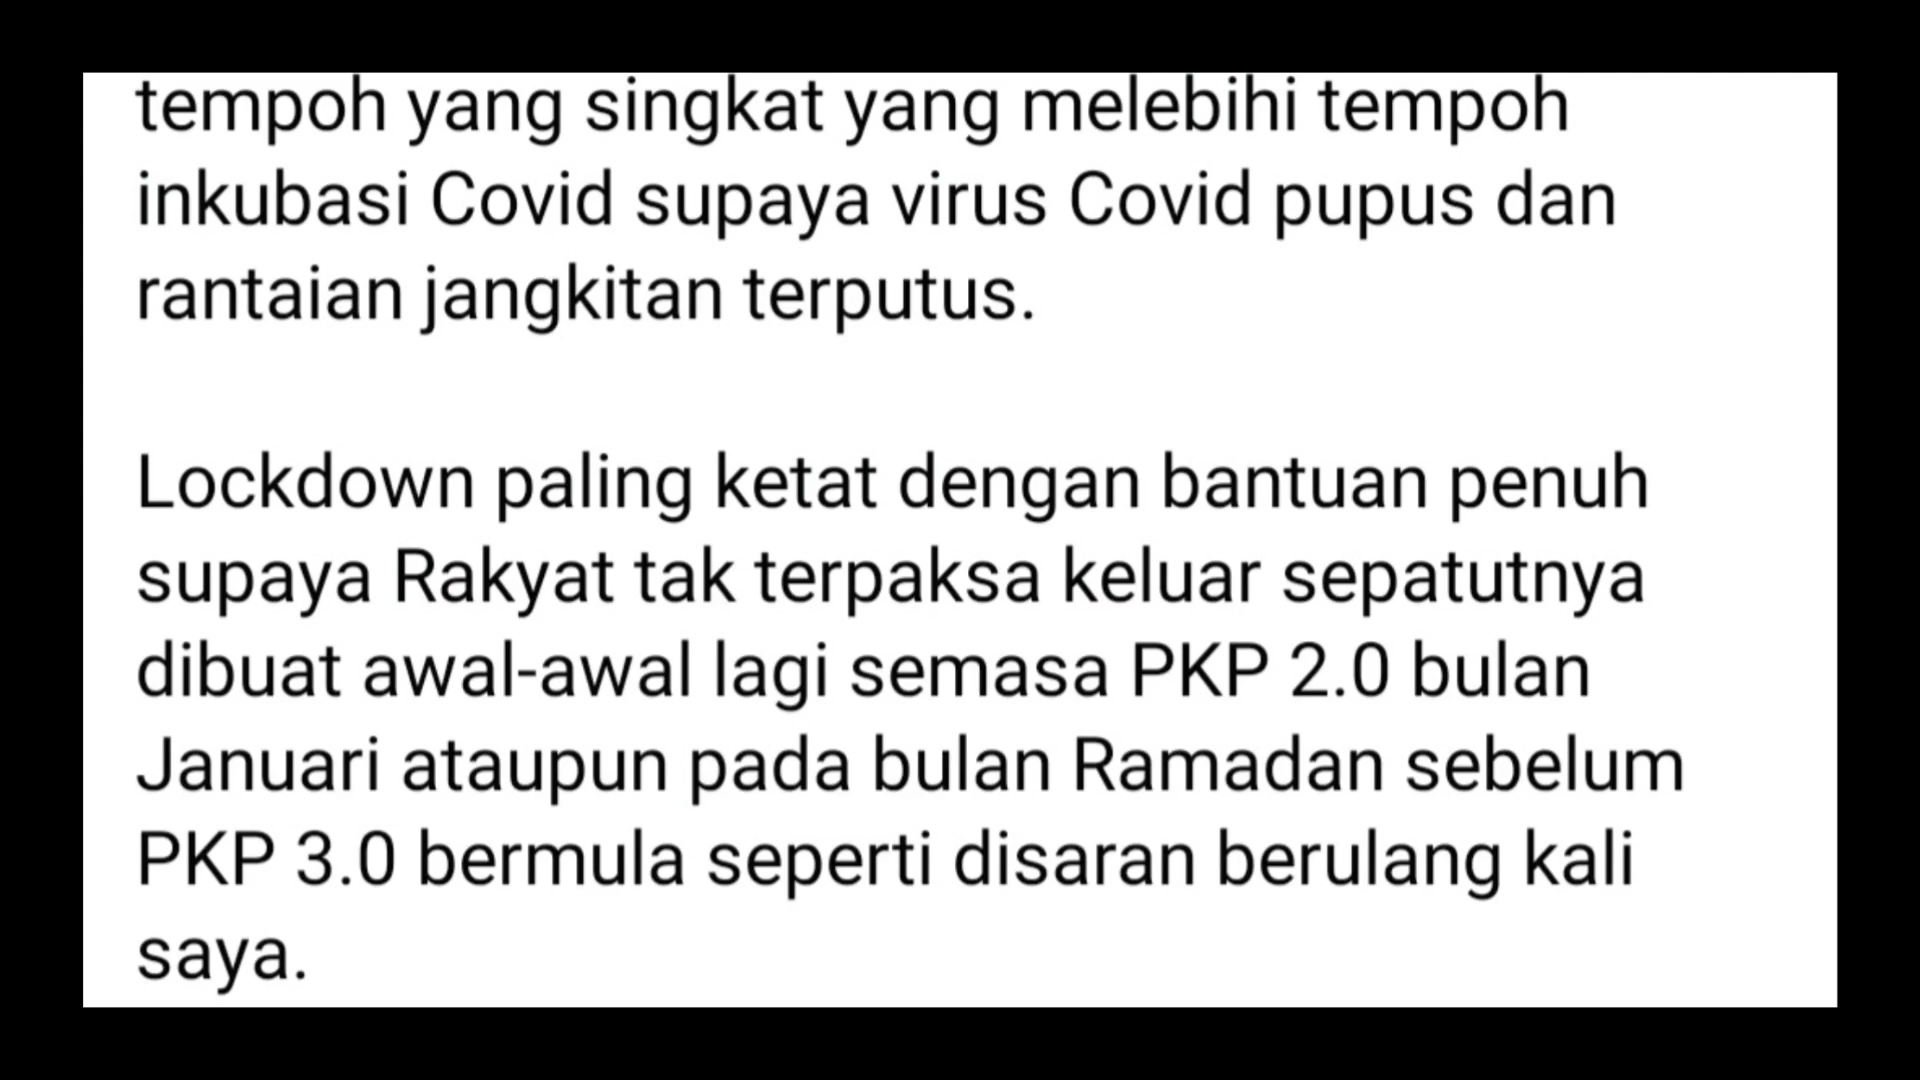 tempoh yang singkat yang melebihi tempoh
inkubasi Covid supaya virus Covid pupus dan
rantaian jangkitan terputus.
Lockdown paling ketat dengan bantuan penuh
supaya Rakyat tak terpaksa keluar sepatutnya
dibuat awal-awal lagi semasa PKP 2.0 bulan
Januari ataupun pada bulan Ramadan sebelum
PKP 3.0 bermula seperti disaran berulang kali
saya.